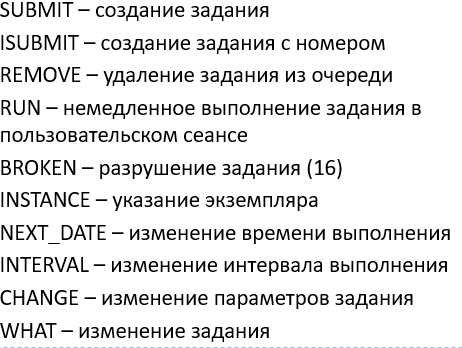 SUBMIT – создание задания
ISUBMIT – создание задания с номером
REMOVE – удаление задания из очереди
RUN – немедленное выполнение задания в
пользовательском сеансе
BROKEN – разрушение задания (16)
INSTANCE – указание экземпляра
NEXT_DATE – изменение времени выполнения
INTERVAL – изменение интервала выполнения
CHANGE – изменение параметров задания
WHAT – изменение задания